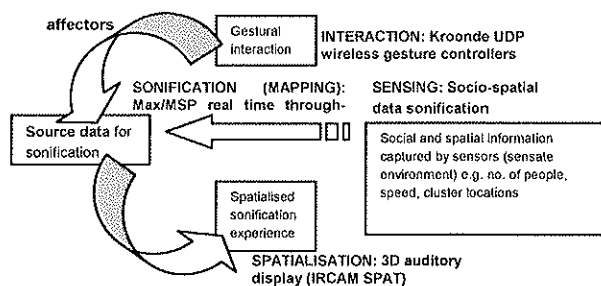 affectors
Gestural
interaction
INTERACTION: Kroonde UDP
wireless gesture controllers
SONIFICATION (MAPPING):
Max/MSP real time through-
SENSING: Socio-spatial
data sonification
Source data for
sonification
Social and spatial information
captured by sensors (sensate
environment) e.g. no. of people,
speed, cluster locations
Spatialised
sonification
experience
SPATIALISATION: 3D auditory
display (IRCAM SPAT)